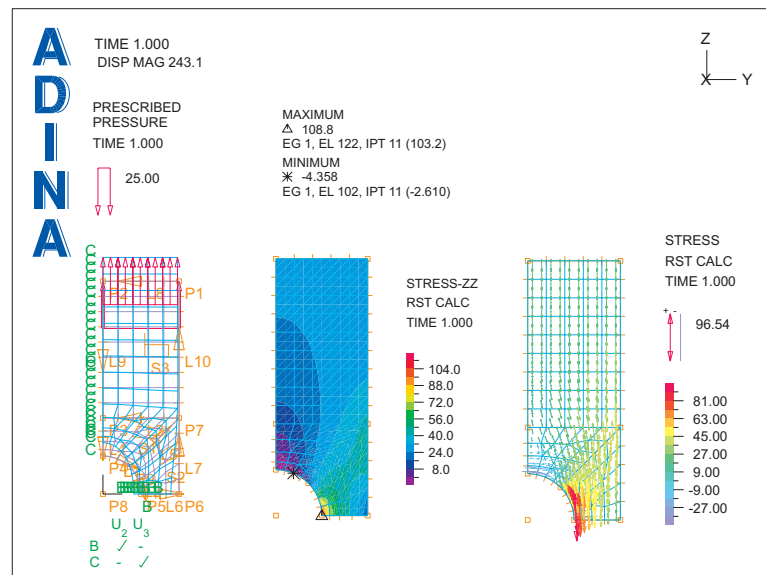 ADINA
TIME 1.000
DISP MAG 243.1
PRESCRIBED
PRESSURE
TIME 1.000
25.00
MAXIMUM
108.8
EG 1, EL 122, IPT 11 (103.2)
MINIMUM
-4.358
EG 1, EL 102, IPT 11 (-2.610)
Z
X Y
C
C
C
C
C
C
P2 L8 P1
L9 S3 L10
P7
L7
P8 B P5 L6 P6
U2 U3
B ✓ -
C - ✓
STRESS-ZZ
RST CALC
TIME 1.000
104.0
88.0
72.0
56.0
40.0
24.0
8.0
STRESS
RST CALC
TIME 1.000
+ -
96.54
81.00
63.00
45.00
27.00
9.00
-9.00
-27.00